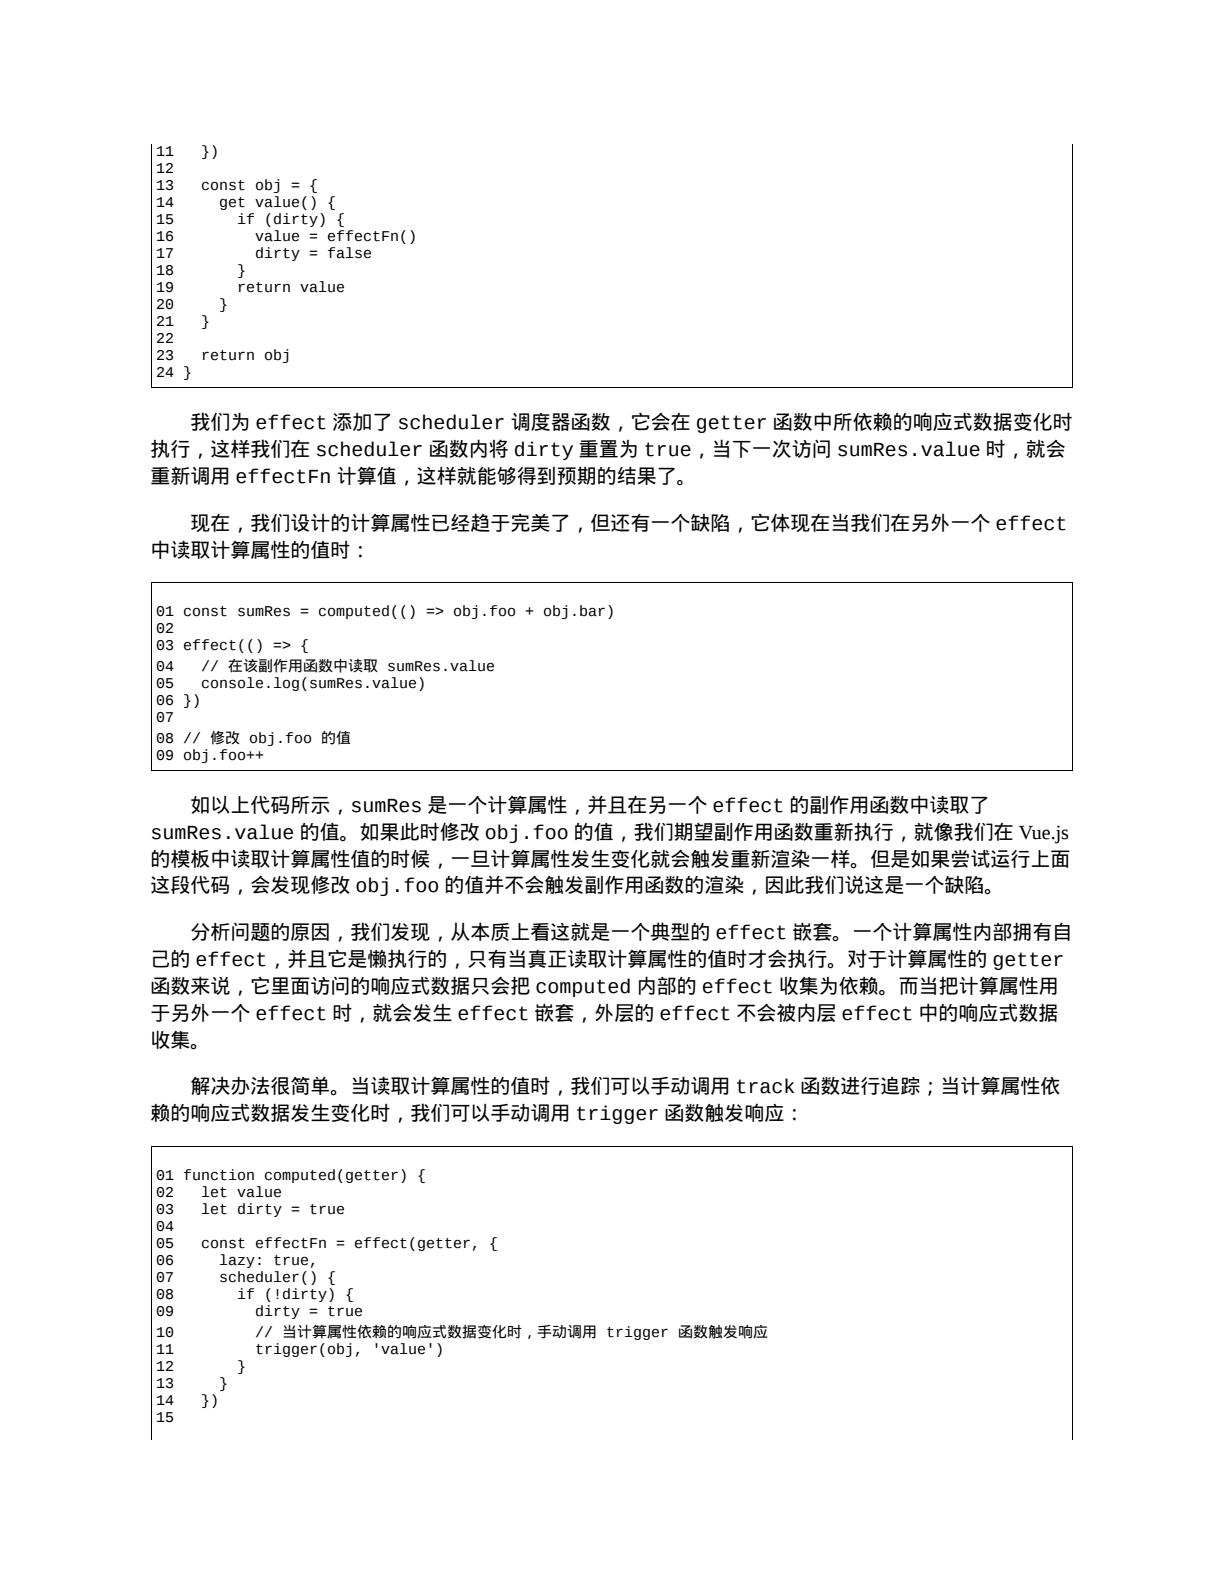 11   })
12
13   const obj = {
14     get value() {
15       if (dirty) {
16         value = effectFn()
17         dirty = false
18       }
19       return value
20     }
21   }
22
23   return obj
24 }
我们为 effect 添加了 scheduler 调度器函数，它会在 getter 函数中所依赖的响应式数据变化时
执行，这样我们在 scheduler 函数内将 dirty 重置为 true，当下一次访问 sumRes.value 时，就会
重新调用 effectFn 计算值，这样就能够得到预期的结果了。
现在，我们设计的计算属性已经趋于完美了，但还有一个缺陷，它体现在当我们在另外一个 effect
中读取计算属性的值时：
01 const sumRes = computed(() => obj.foo + obj.bar)
02
03 effect(() => {
04   // 在该副作用函数中读取 sumRes.value
05   console.log(sumRes.value)
06 })
07
08 // 修改 obj.foo 的值
09 obj.foo++
如以上代码所示，sumRes 是一个计算属性，并且在另一个 effect 的副作用函数中读取了
sumRes.value 的值。如果此时修改 obj.foo 的值，我们期望副作用函数重新执行，就像我们在 Vue.js
的模板中读取计算属性值的时候，一旦计算属性发生变化就会触发重新渲染一样。但是如果尝试运行上面
这段代码，会发现修改 obj.foo 的值并不会触发副作用函数的渲染，因此我们说这是一个缺陷。
分析问题的原因，我们发现，从本质上看这就是一个典型的 effect 嵌套。一个计算属性内部拥有自
己的 effect，并且它是懒执行的，只有当真正读取计算属性的值时才会执行。对于计算属性的 getter
函数来说，它里面访问的响应式数据只会把 computed 内部的 effect 收集为依赖。而当把计算属性用
于另外一个 effect 时，就会发生 effect 嵌套，外层的 effect 不会被内层 effect 中的响应式数据
收集。
解决办法很简单。当读取计算属性的值时，我们可以手动调用 track 函数进行追踪；当计算属性依
赖的响应式数据发生变化时，我们可以手动调用 trigger 函数触发响应：
01 function computed(getter) {
02   let value
03   let dirty = true
04
05   const effectFn = effect(getter, {
06     lazy: true,
07     scheduler() {
08       if (!dirty) {
09         dirty = true
10         // 当计算属性依赖的响应式数据变化时，手动调用 trigger 函数触发响应
11         trigger(obj, 'value')
12       }
13     }
14   })
15